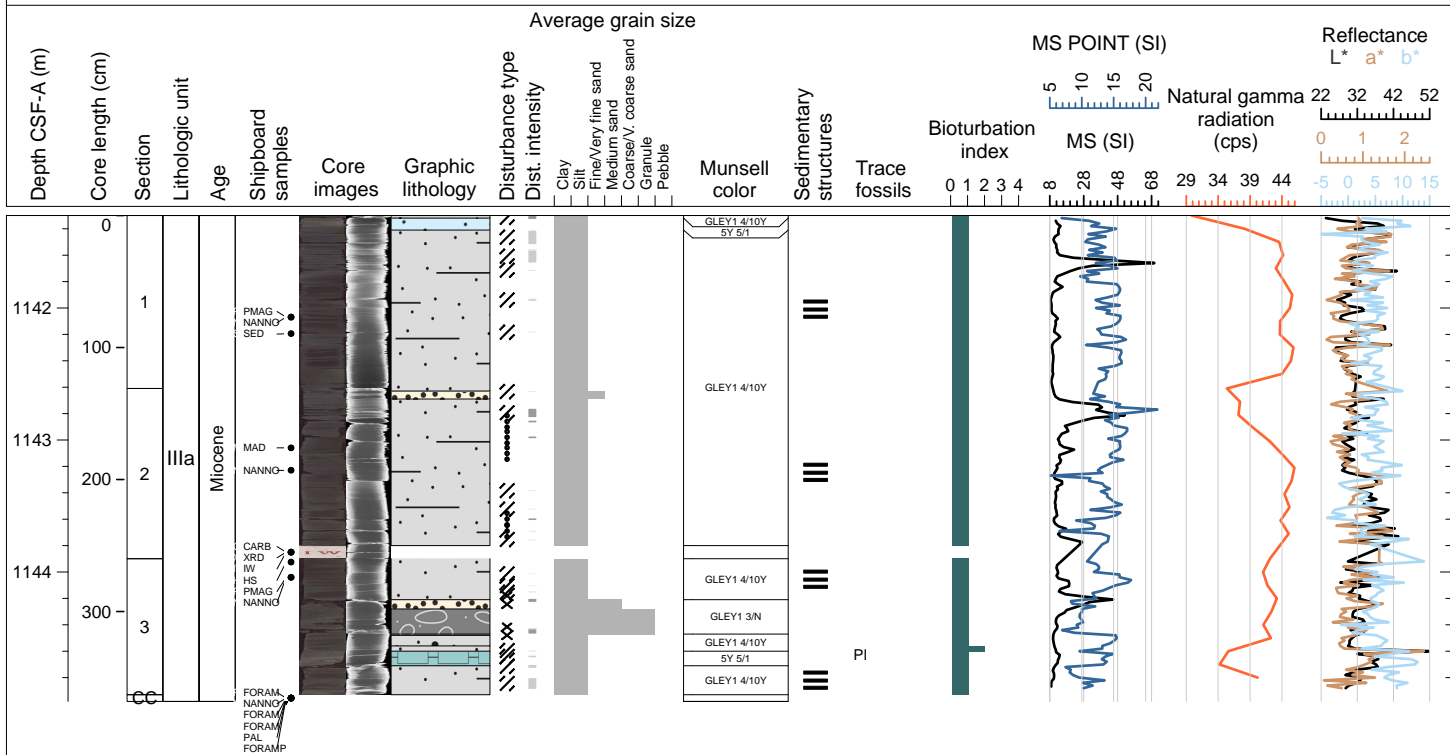 Average grain size
Depth CSF-A (m)
Core length (cm)
Section
Lithologic unit
Age
Shipboard
samples
Core
images
Graphic
lithology
Disturbance type
Dist. intensity
Clay
Silt
Fine/Very fine sand
Medium sand
Coarse/V. coarse sand
Granule
Pebble
Munsell
color
Sedimentary
structures
Trace
fossils
Bioturbation
index
0 1 2 3 4
MS POINT (SI)
5 10 15 20
MS (SI)
8 28 48 68
Natural gamma
radiation
(cps)
29 34 39 44
Reflectance
L* a* b*
22 32 42 52
0 1 2
-5 0 5 10 15
1142
1143
1144
0
100
200
300
1
2
3
CC
IIIa
Miocene
PMAG
NANNO
SED
MAD
NANNO
CARB
XRD
IW
HS
PMAG
NANNO
FORAM
NANNO
FORAM
FORAM
PAL
FORAMP
I W
GLEY1 4/10Y
5Y 5/1
GLEY1 4/10Y
GLEY1 4/10Y
GLEY1 3/N
GLEY1 4/10Y
5Y 5/1
GLEY1 4/10Y
PI